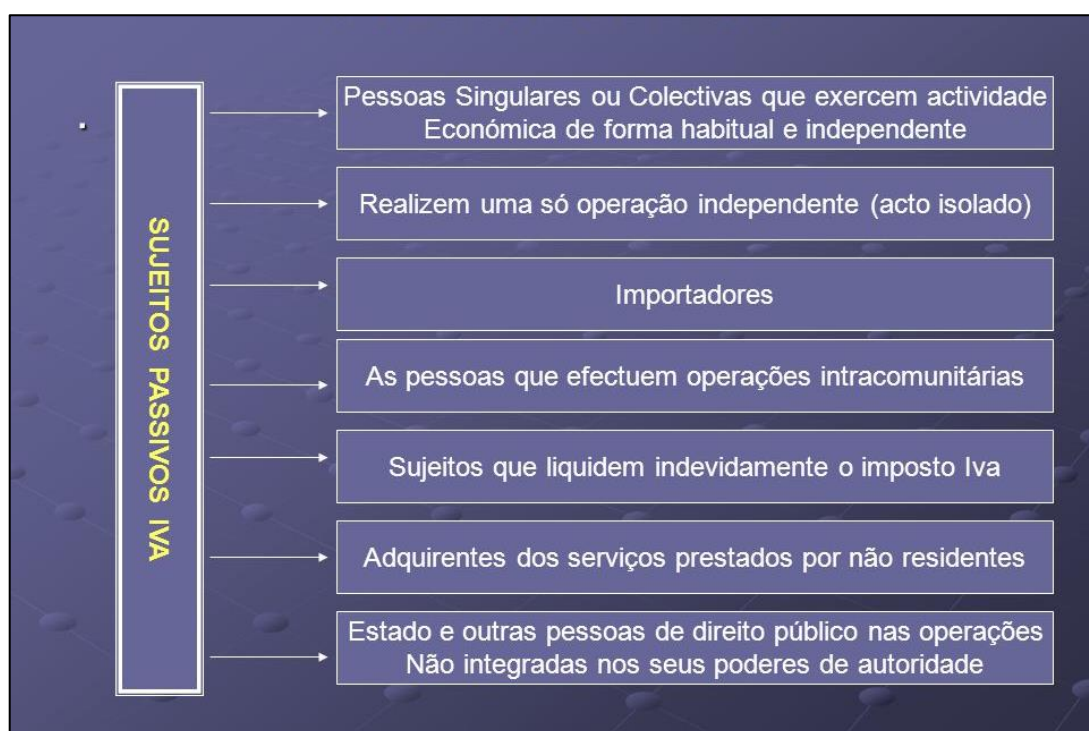 SUJEITOS PASSIVOS IVA
Pessoas Singulares ou Colectivas que exercem actividade
Económica de forma habitual e independente
Realizem uma só operação independente (acto isolado)
Importadores
As pessoas que efectuem operações intracomunitárias
Sujeitos que liquidem indevidamente o imposto Iva
Adquirentes dos serviços prestados por não residentes
Estado e outras pessoas de direito público nas operações
Não integradas nos seus poderes de autoridade